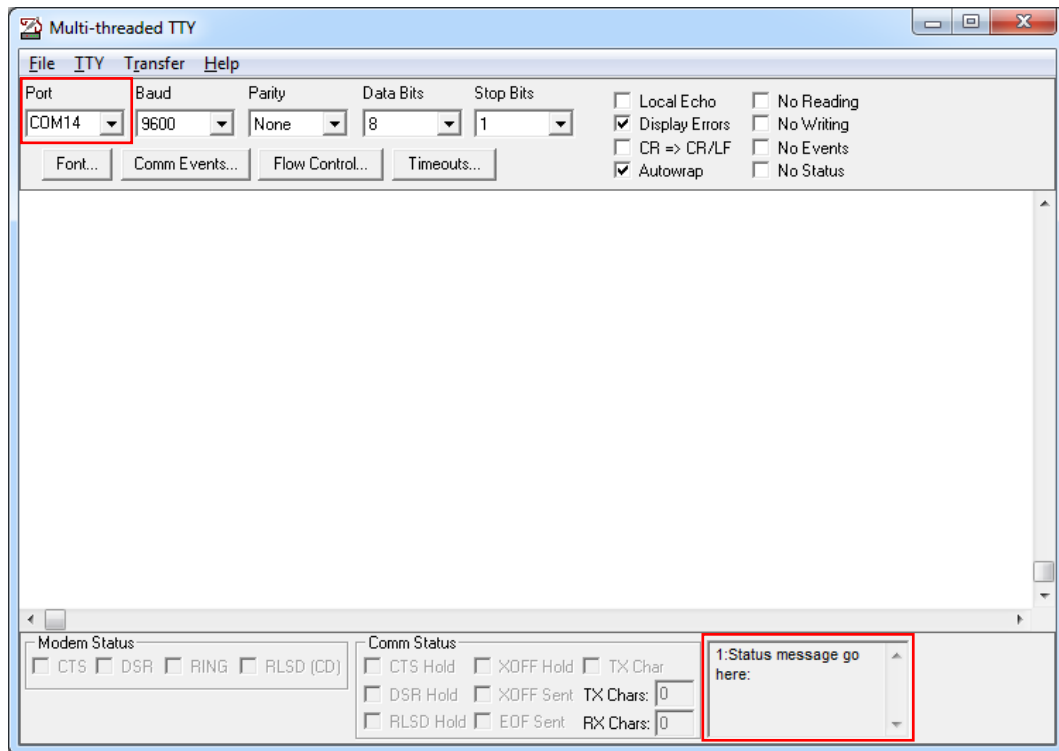 Multi-threaded TTY
File TTY Transfer Help
Port Baud Parity Data Bits Stop Bits
COM14 9600 None 8 1
Local Echo No Reading
Display Errors No Writing
CR => CR/LF No Events
Autowrap No Status
Font... Comm Events... Flow Control... Timeouts...
Modem Status
CTS DSR RING RLSD (CD)
Comm Status
CTS Hold XOFF Hold TX Char
DSR Hold XOFF Sent TX Chars: 0
RLSD Hold EOF Sent RX Chars: 0
1:Status message go
here: